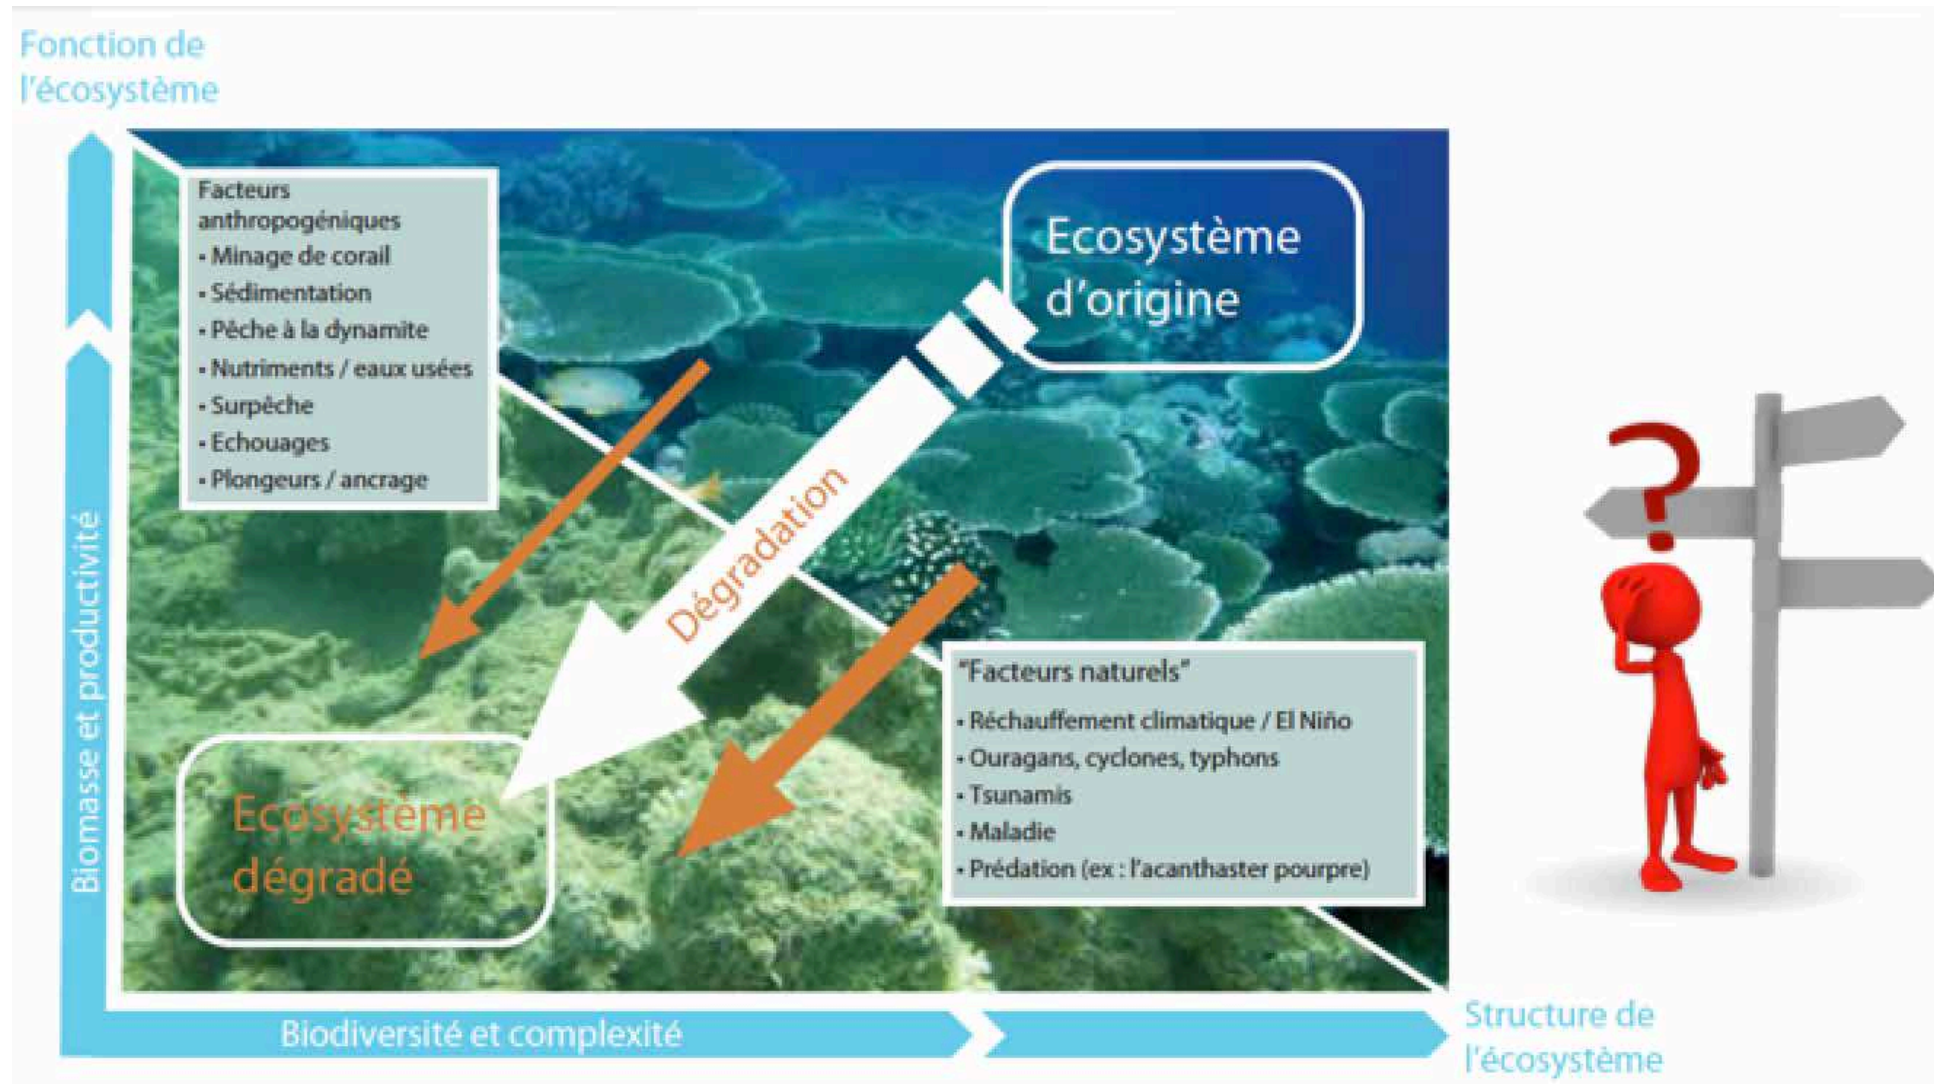 Fonction de
l'écosystème
Facteurs
anthropogéniques
• Minage de corail
• Sédimentation
• Pêche à la dynamite
• Nutriments / eaux usées
• Surpêche
• Echouages
• Plongeurs / ancrage
Ecosystème
d'origine
Dégradation
"Facteurs naturels"
• Réchauffement climatique / El Niño
• Ouragans, cyclones, typhons
• Tsunamis
• Maladie
• Prédation (ex : l'acanthaster pourpre)
Ecosystème
dégradé
Biomasse et productivité
Biodiversité et complexité
Structure de
l'écosystème
?